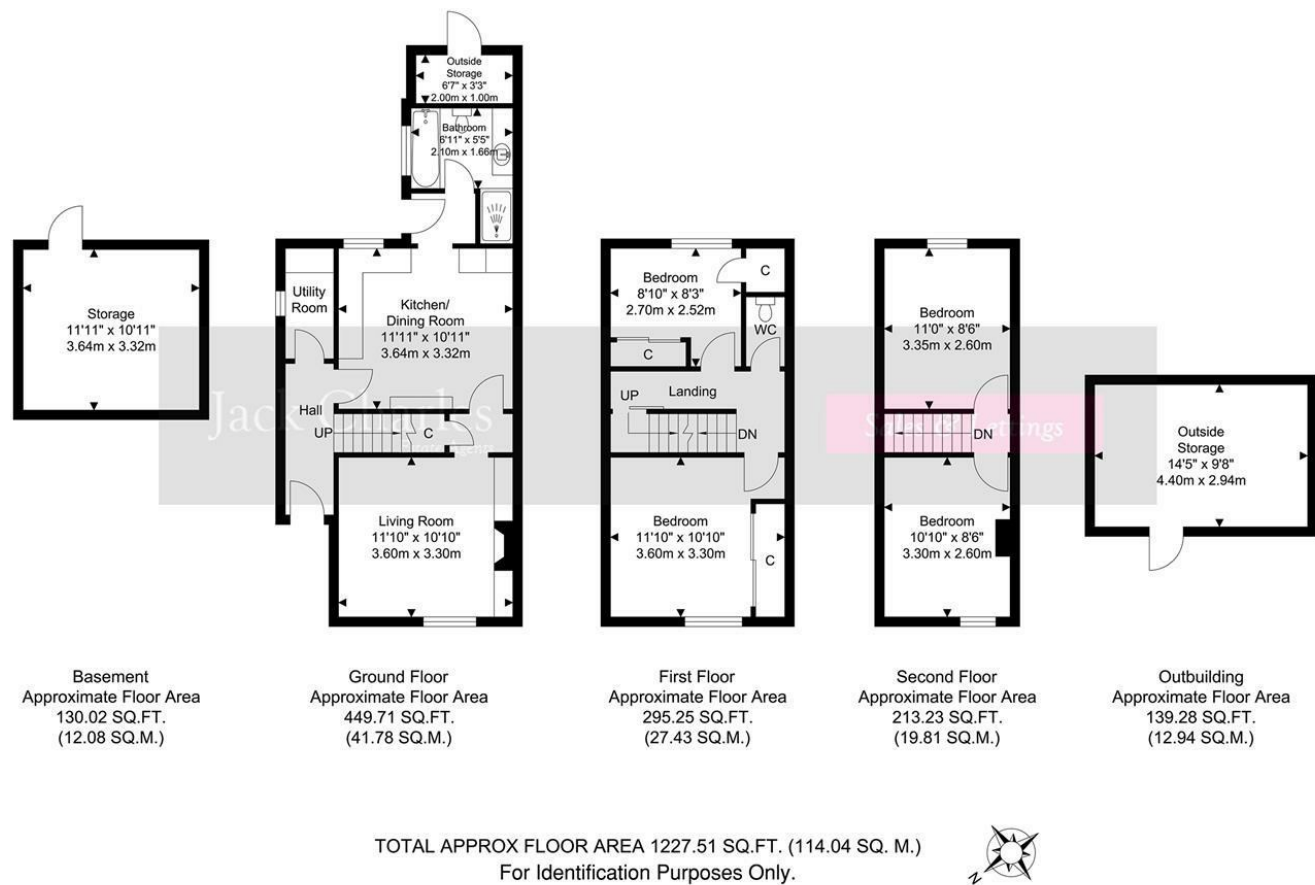 Outside
Storage
6'7" x 3'3"
2.00m x 1.00m
Bathroom
6'11" x 5'5"
2.10m x 1.66m
Storage
11'11" x 10'11"
3.64m x 3.32m
Utility
Room
Kitchen/
Dining Room
11'11" x 10'11"
3.64m x 3.32m
Hall
UP
C
Living Room
11'10" x 10'10"
3.60m x 3.30m
Bedroom
8'10" x 8'3"
2.70m x 2.52m
C
WC
C
Landing
UP
DN
Bedroom
11'10" x 10'10"
3.60m x 3.30m
C
Bedroom
11'0" x 8'6"
3.35m x 2.60m
DN
Bedroom
10'10" x 8'6"
3.30m x 2.60m
Outside
Storage
14'5" x 9'8"
4.40m x 2.94m
Jack Charles
Estate Agents
Sales & Lettings
Basement
Approximate Floor Area
130.02 SQ.FT.
(12.08 SQ.M.)
Ground Floor
Approximate Floor Area
449.71 SQ.FT.
(41.78 SQ.M.)
First Floor
Approximate Floor Area
295.25 SQ.FT.
(27.43 SQ.M.)
Second Floor
Approximate Floor Area
213.23 SQ.FT.
(19.81 SQ.M.)
Outbuilding
Approximate Floor Area
139.28 SQ.FT.
(12.94 SQ.M.)
TOTAL APPROX FLOOR AREA 1227.51 SQ.FT. (114.04 SQ. M.)
For Identification Purposes Only.
N